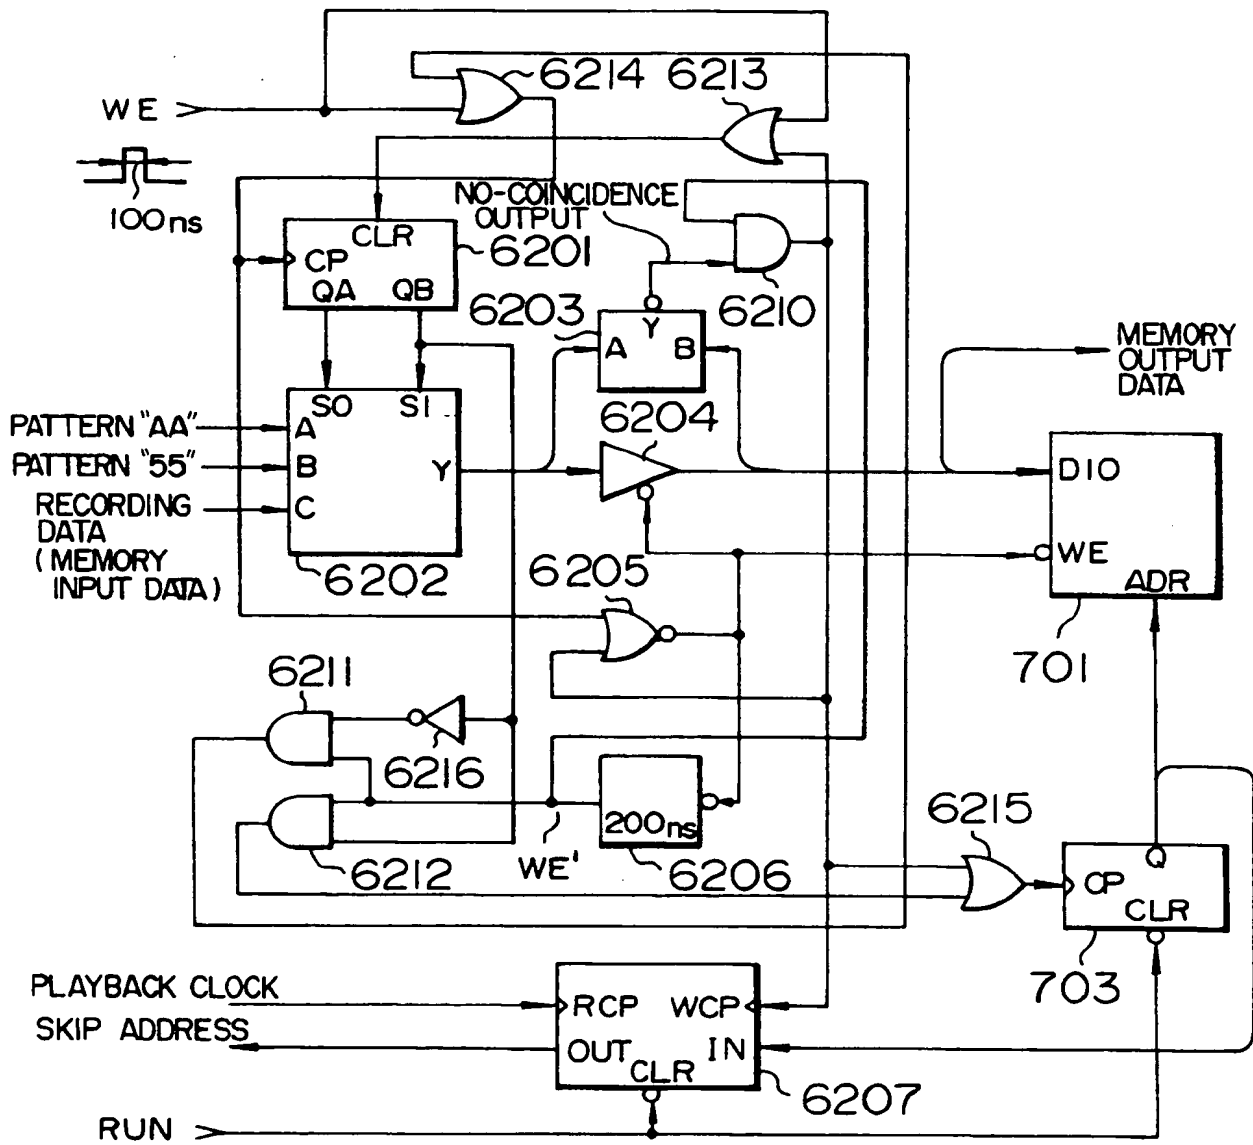 6214 6213
WE
100ns
NO-COINCIDENCE
OUTPUT
CLR
CP
QA QB
6201
6210
6203
Y
A B
MEMORY
OUTPUT
DATA
S0 S1
6204
PATTERN "AA"
PATTERN "55"
RECORDING
DATA
(MEMORY
INPUT DATA)
A
B
C
Y
6202
DIO
WE
ADR
701
6205
6211
6216
200ns
6206
WE'
6212
6215
Q
CP
CLR
703
PLAYBACK CLOCK
SKIP ADDRESS
RCP WCP
OUT IN
CLR
6207
RUN